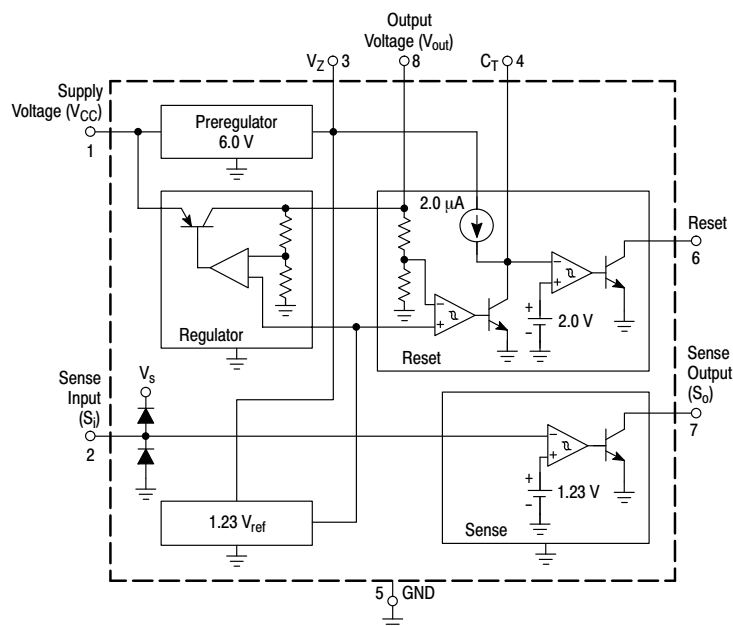 Output
Voltage (Vout)
VZ 3
8
CT 4
Supply
Voltage (VCC)
1
Preregulator
6.0 V
2.0 µA
Reset
6
+
-
2.0 V
Regulator
Reset
Sense
Input
(Si)
2
Vs
Sense
Output
(So)
7
+
-
1.23 V
1.23 Vref
Sense
5 GND